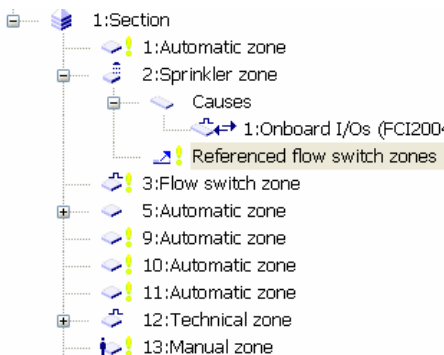 1:Section
1:Automatic zone
2:Sprinkler zone
Causes
1:Onboard I/Os (FCI2004
Referenced flow switch zones
3:Flow switch zone
5:Automatic zone
9:Automatic zone
10:Automatic zone
11:Automatic zone
12:Technical zone
13:Manual zone